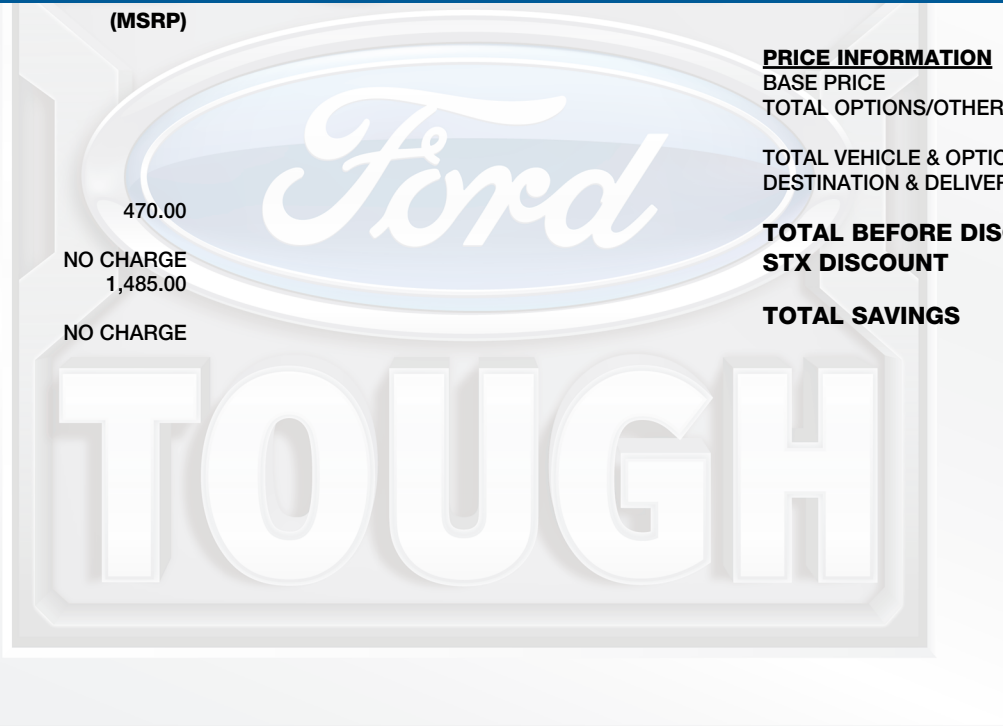 (MSRP)
470.00
NO CHARGE
1,485.00
NO CHARGE
PRICE INFORMATION
BASE PRICE
TOTAL OPTIONS/OTHER
TOTAL VEHICLE & OPTIO
DESTINATION & DELIVER
TOTAL BEFORE DISC
STX DISCOUNT
TOTAL SAVINGS
Ford
TOUGH